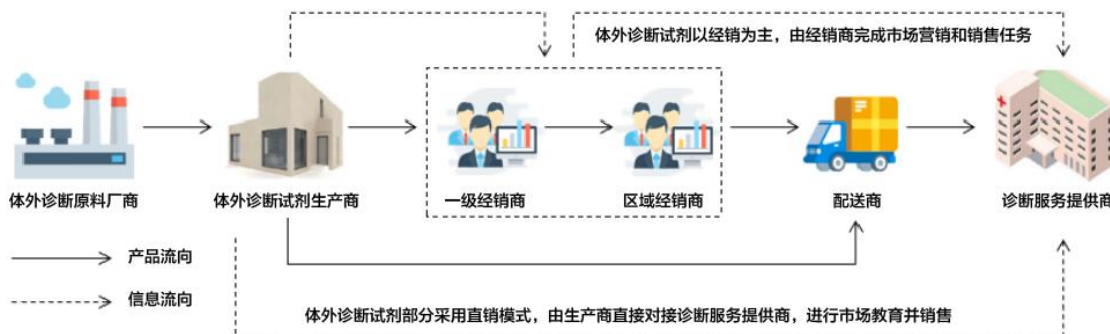 体外诊断试剂以经销为主，由经销商完成市场营销和销售任务
体外诊断原料厂商
体外诊断试剂生产商
一级经销商
区域经销商
配送商
诊断服务提供商
产品流向
信息流向
体外诊断试剂部分采用直销模式，由生产商直接对接诊断服务提供商，进行市场教育并销售